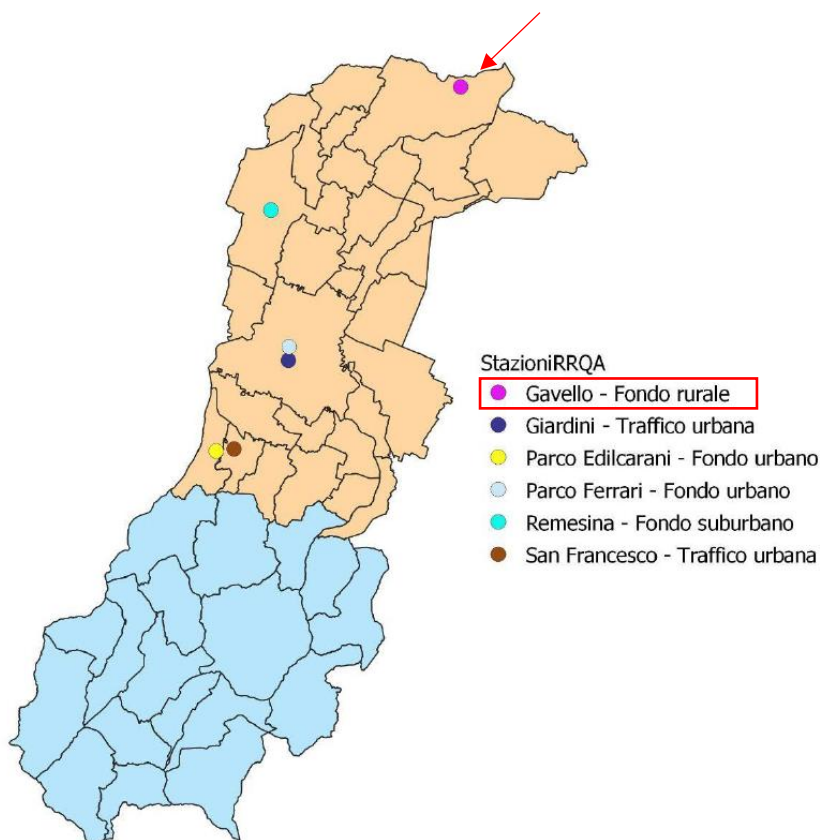 StazioniRRQA
Gavello - Fondo rurale
Giardini - Traffico urbana
Parco Edilcarani - Fondo urbano
Parco Ferrari - Fondo urbano
Remesina - Fondo suburbano
San Francesco - Traffico urbana